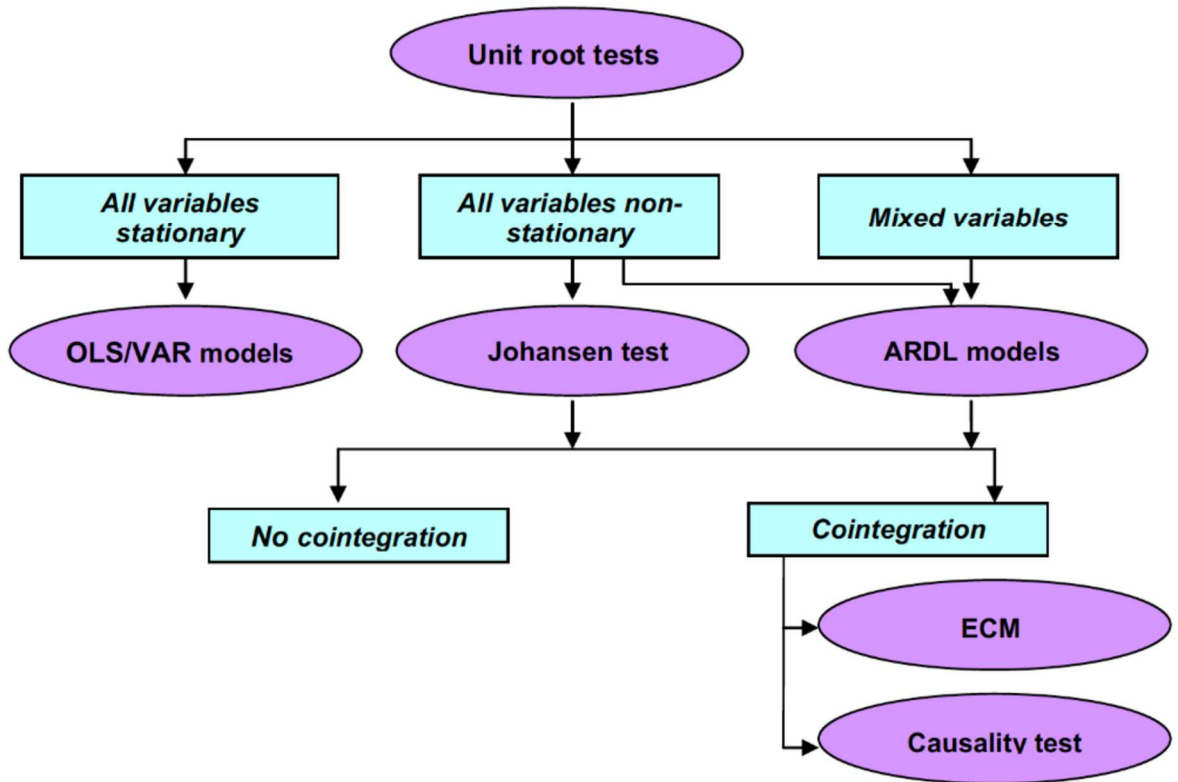 Unit root tests
All variables
stationary
All variables non-
stationary
Mixed variables
OLS/VAR models
Johansen test
ARDL models
No cointegration
Cointegration
ECM
Causality test